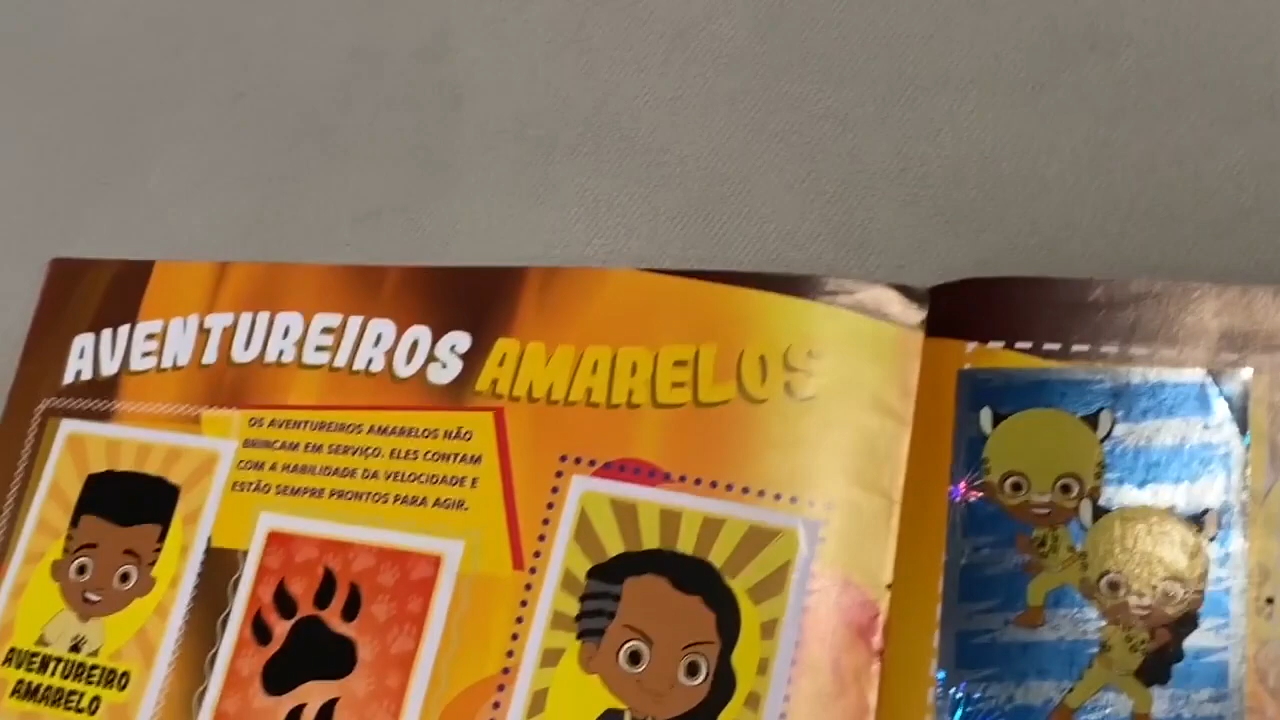 AVENTUREIROS AMARELOS
OS AVENTUREIROS AMARELOS NÃO
BRINCAM EM SERVIÇO. ELES CONTAM
COM A HABILIDADE DA VELOCIDADE E
ESTÃO SEMPRE PRONTOS PARA AGIR.
AVENTUREIRO
AMARELO